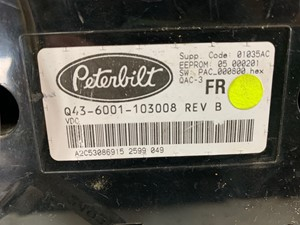 Supp. Code: 01035AC
EEPROM: 05.000201
SW: PAC_000800.hex
QAC-3
FR
Peterbilt
Q43-6001-103008 REV B
VDC
A2C53086915 2599 049